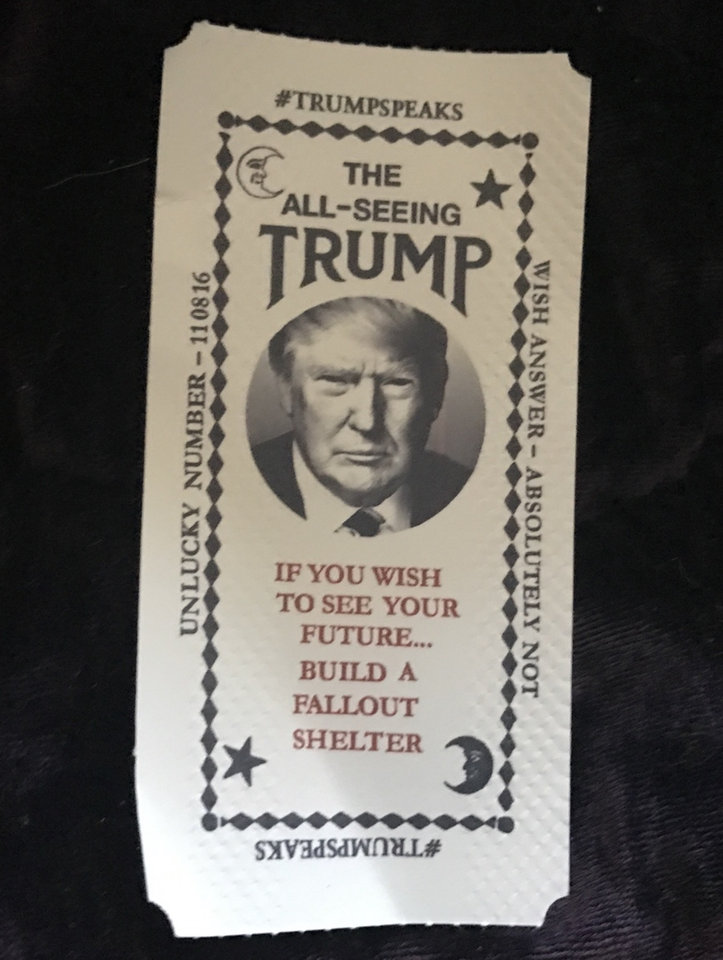 #TRUMPSPEAKS
THE
ALL-SEEING
TRUMP
UNLUCKY NUMBER – 110816
WISH ANSWER – ABSOLUTELY NOT
IF YOU WISH
TO SEE YOUR
FUTURE...
BUILD A
FALLOUT
SHELTER
#TRUMPSPEAKS